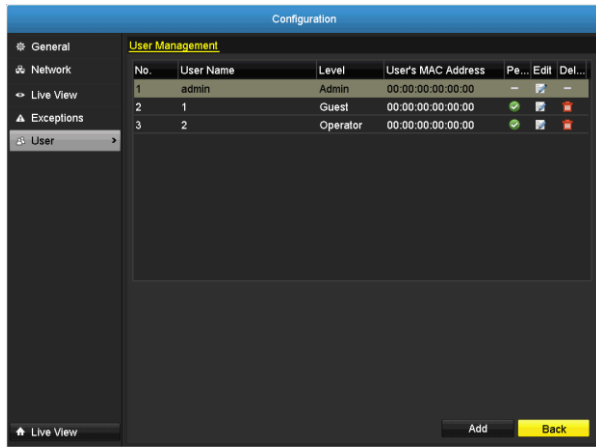 Configuration
General
Network
Live View
Exceptions
User
Live View
User Management
No. User Name Level User's MAC Address Pe... Edit Del...
1 admin Admin 00:00:00:00:00:00 – –
2 1 Guest 00:00:00:00:00:00
3 2 Operator 00:00:00:00:00:00
Add Back